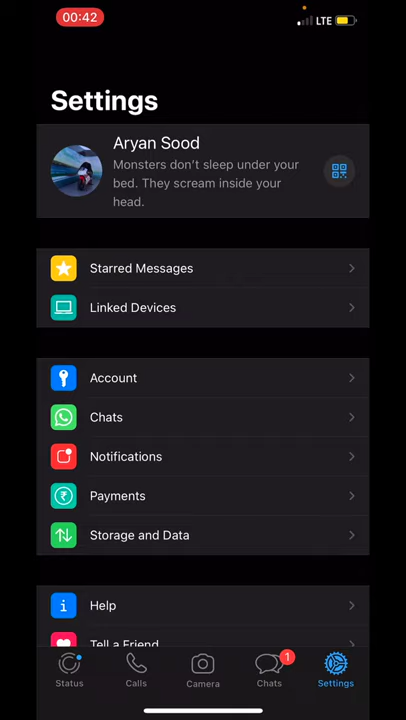 00:42
LTE
Settings
Aryan Sood
Monsters don't sleep under your
bed. They scream inside your
head.
Starred Messages
Linked Devices
Account
Chats
Notifications
Payments
Storage and Data
Help
Tell a Friend
1
Status
Calls
Camera
Chats
Settings